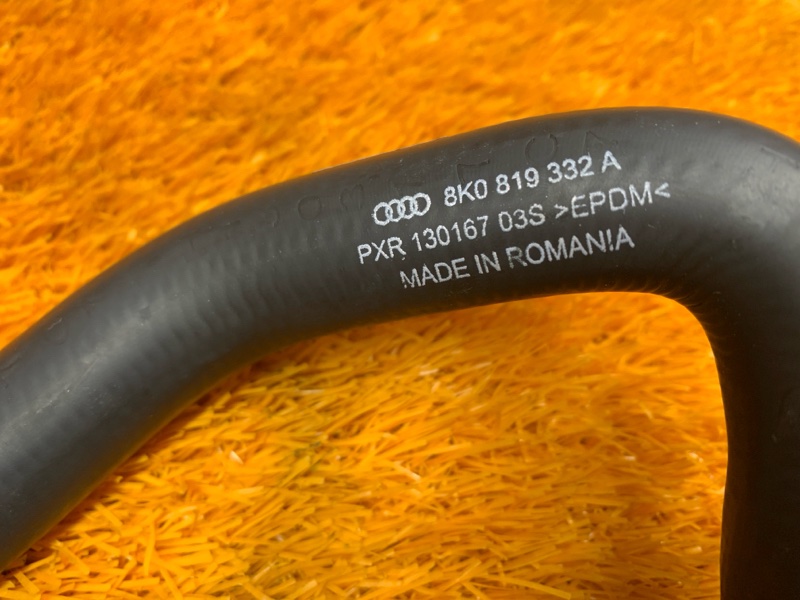 8K0 819 332 A
PXR 130167 03S >EPDM<
MADE IN ROMANIA